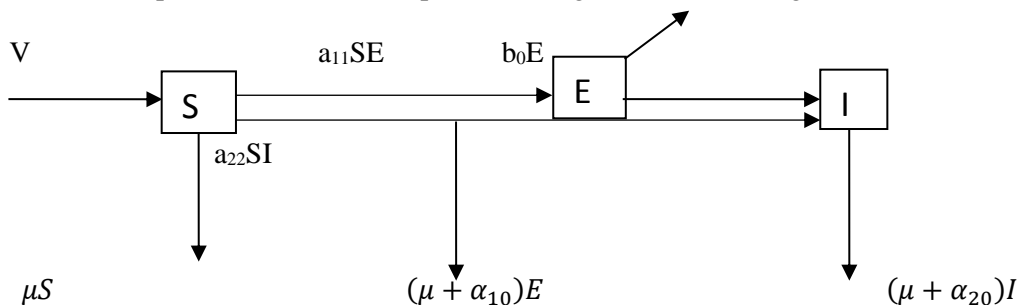 V a₁₁SE b₀E
S E I
a₂₂SI
μS (μ + α₁₀)E (μ + α₂₀)I